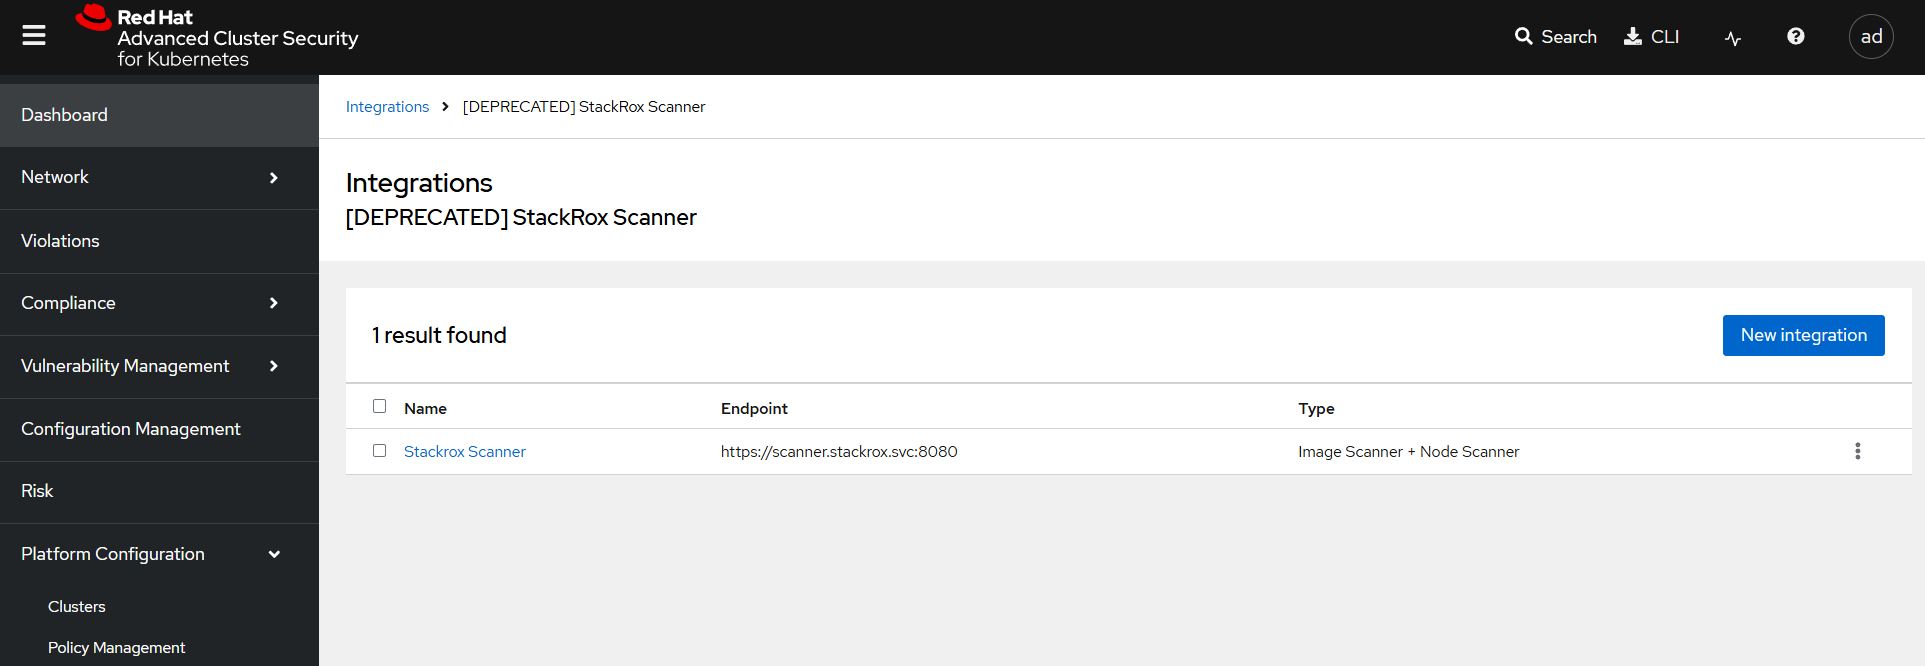 Red Hat
Advanced Cluster Security
for Kubernetes
Search
CLI
ad
Dashboard
Network
Violations
Compliance
Vulnerability Management
Configuration Management
Risk
Platform Configuration
Clusters
Policy Management
Integrations
[DEPRECATED] StackRox Scanner
Integrations
[DEPRECATED] StackRox Scanner
1 result found
New integration
Name Endpoint Type
Stackrox Scanner https://scanner.stackrox.svc:8080 Image Scanner + Node Scanner